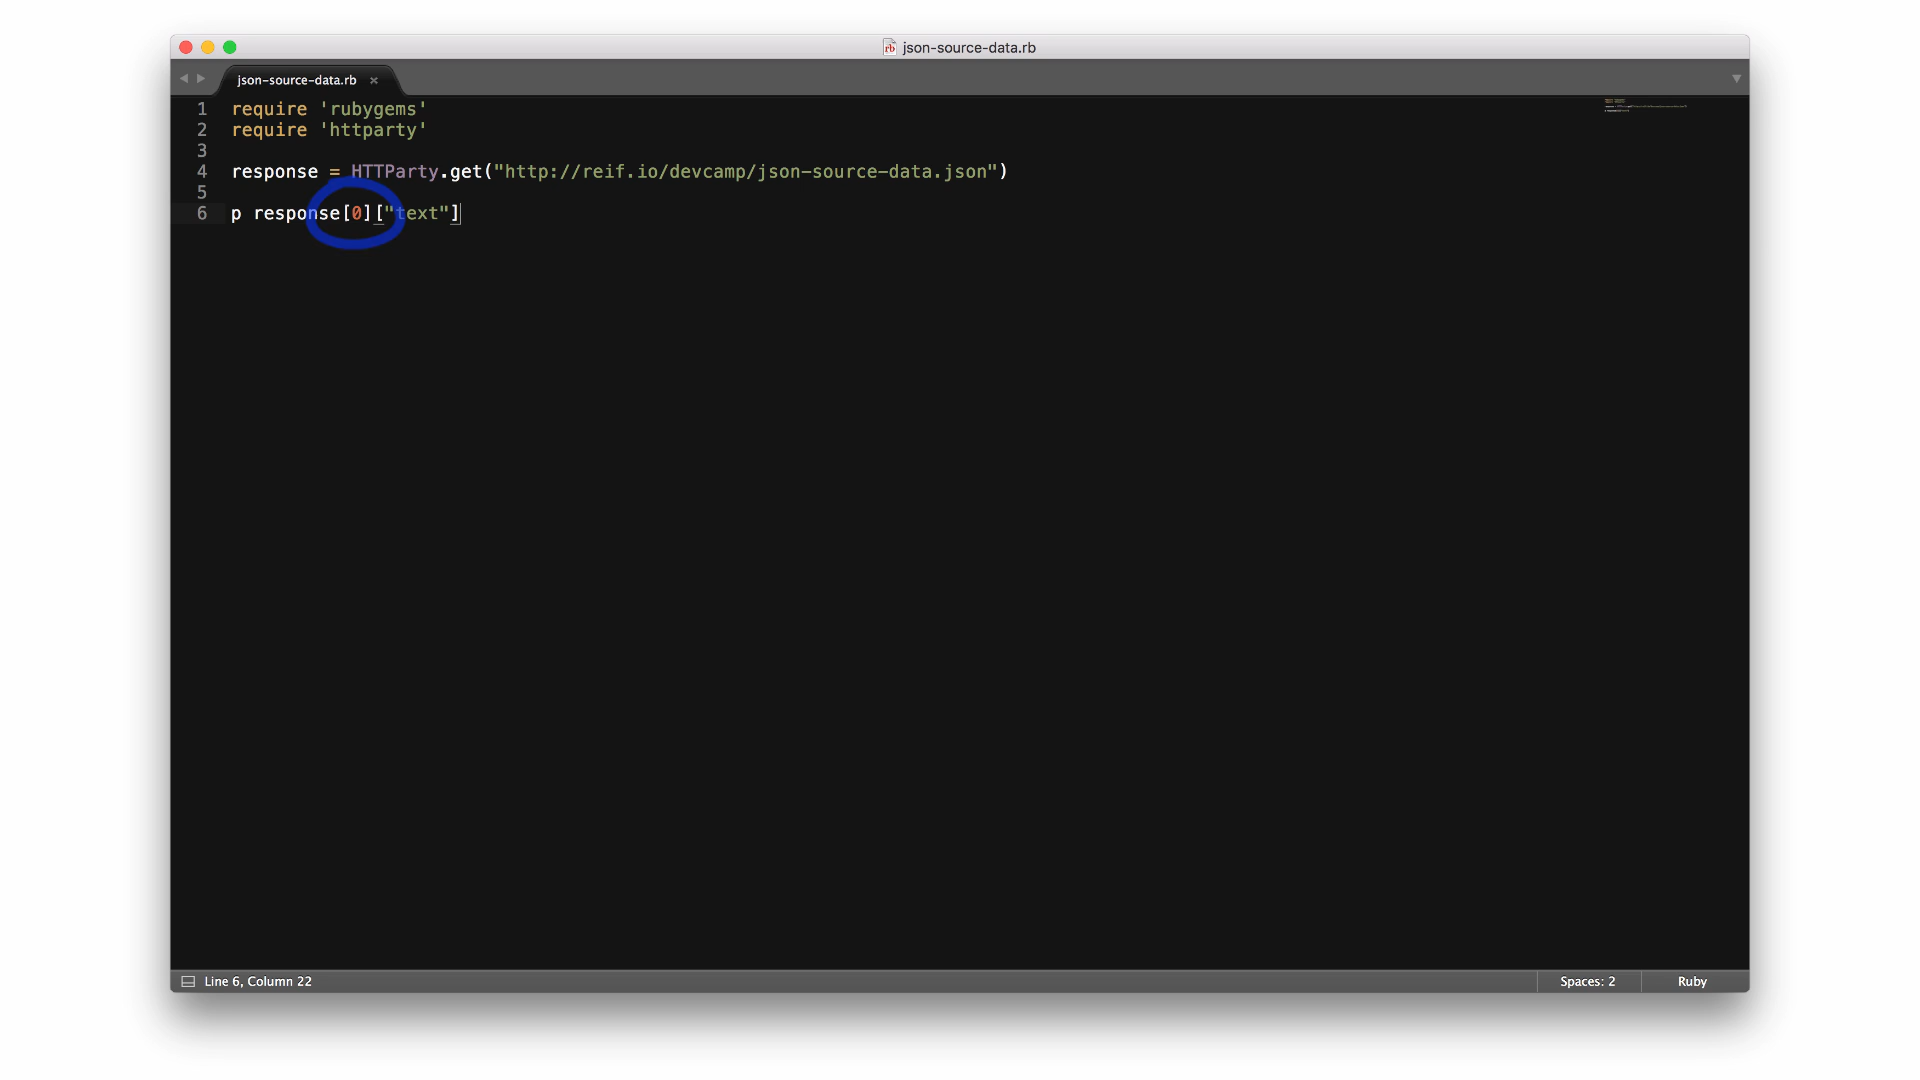 json-source-data.rb
json-source-data.rb ×
1 require 'rubygems'
2 require 'httparty'
3
4 response = HTTParty.get("http://reif.io/devcamp/json-source-data.json")
5
6 p response[0]["text"]
Line 6, Column 22
Spaces: 2
Ruby